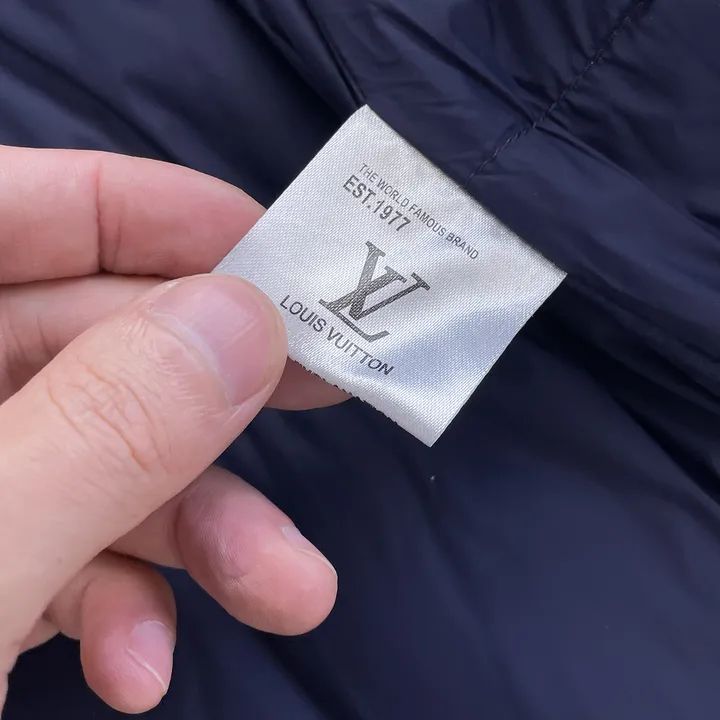 THE WORLD FAMOUS BRAND
EST.1977
LV
LOUIS VUITTON